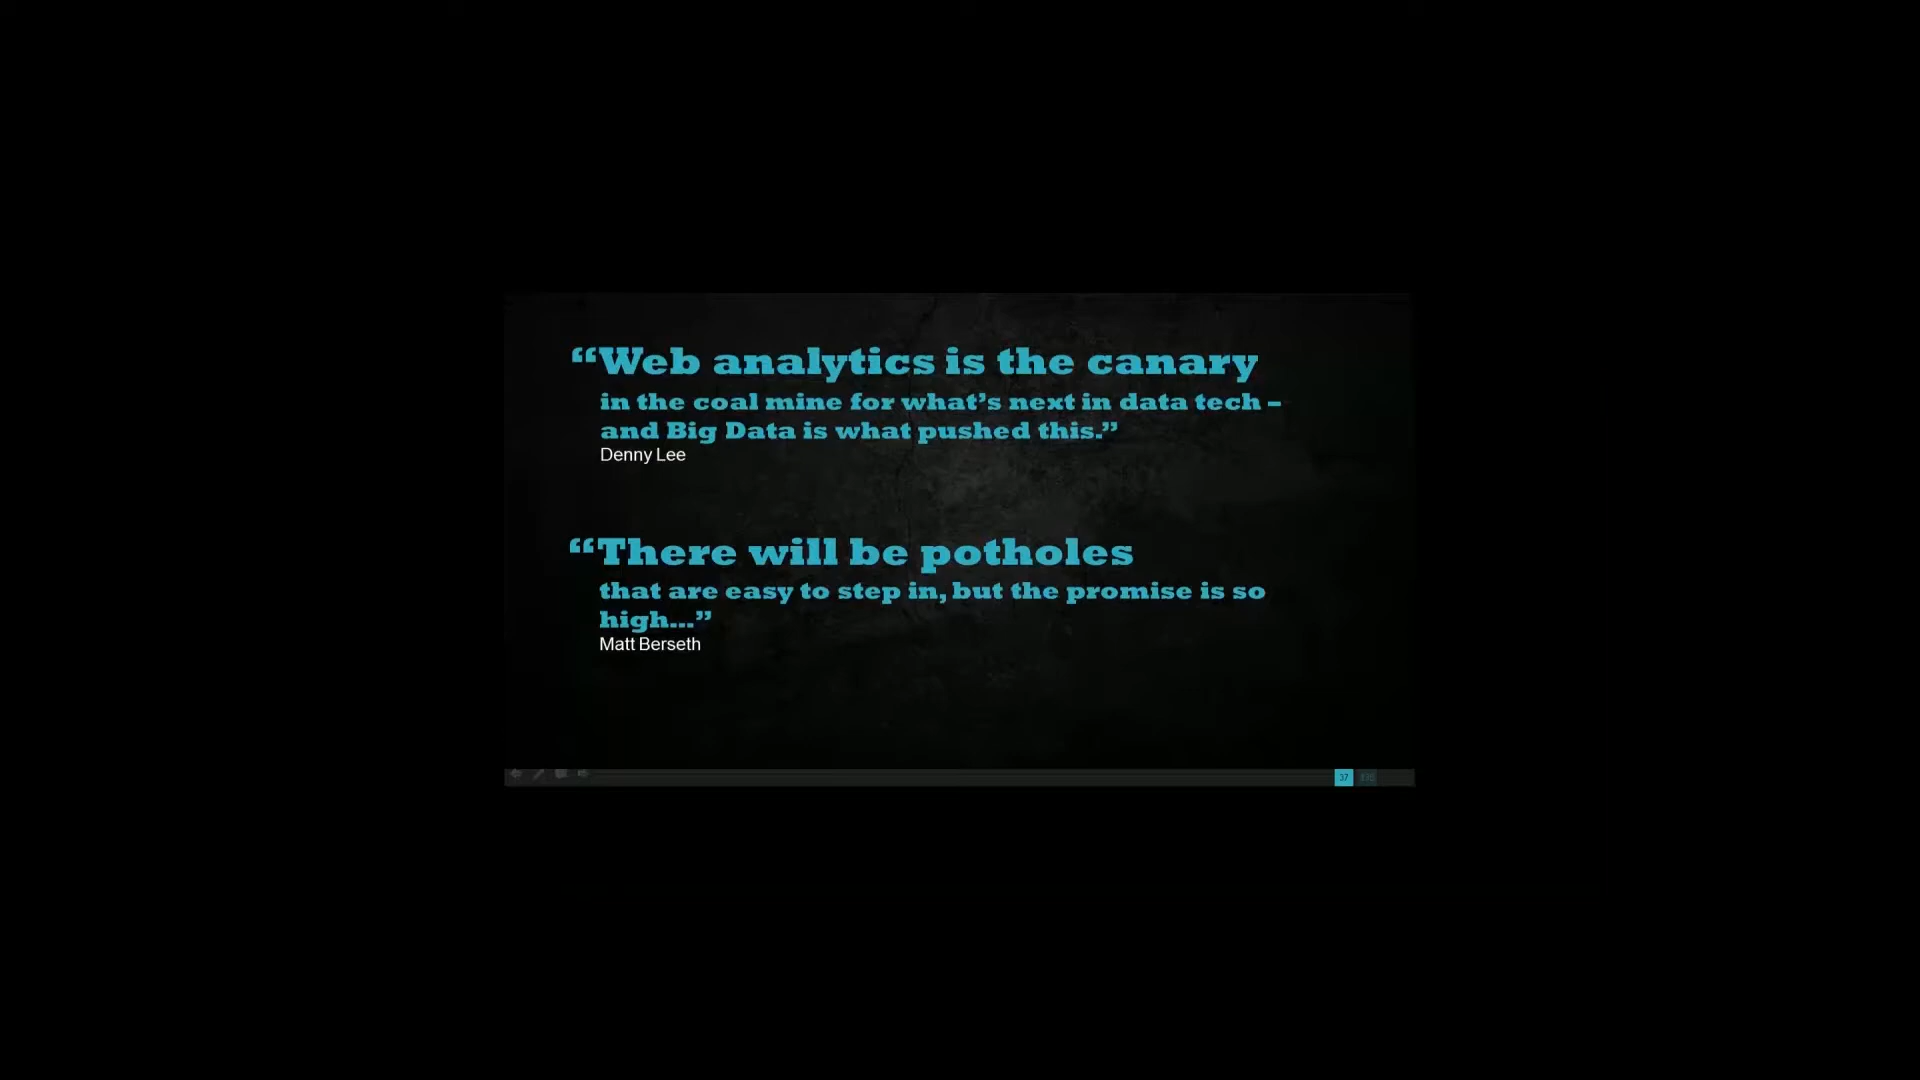 “Web analytics is the canary
in the coal mine for what’s next in data tech –
and Big Data is what pushed this.”
Denny Lee
“There will be potholes
that are easy to step in, but the promise is so
high...”
Matt Berseth
37